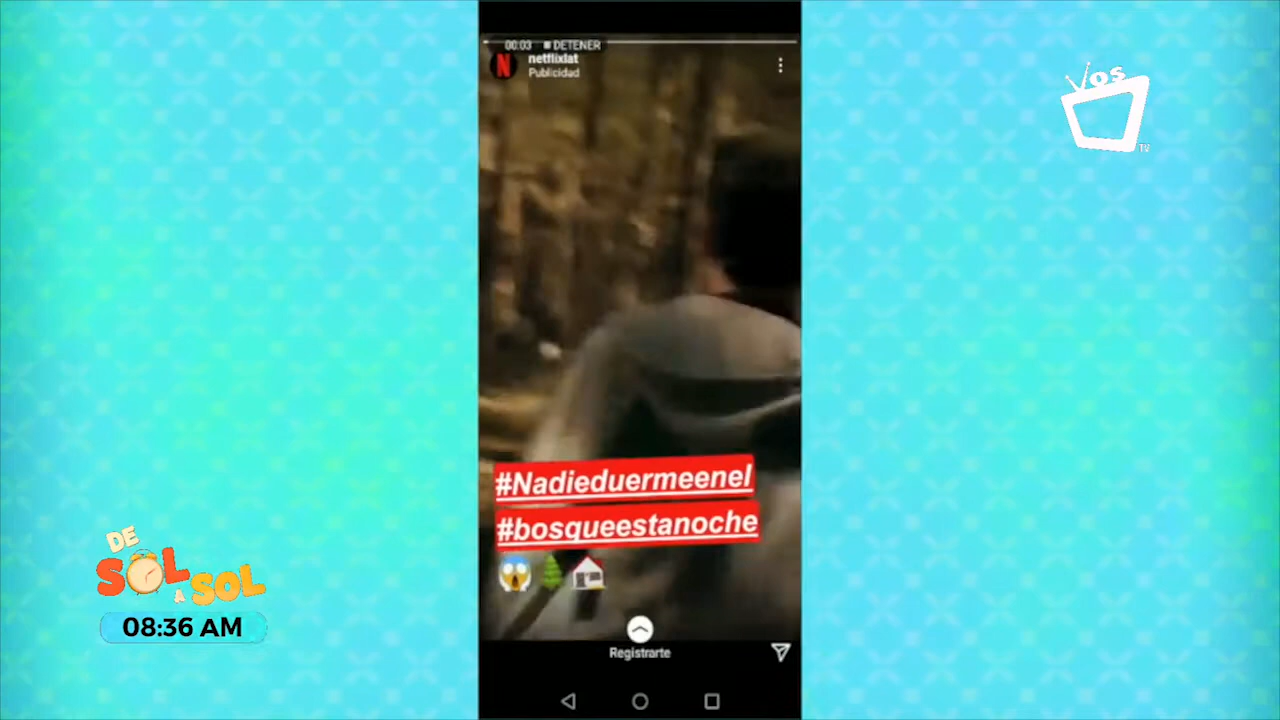 00:03 DETENER
netflixlat
Publicidad
VOS
TV
#Nadieduermeenel
#bosqueestanoche
DE
SOL
A
SOL
08:36 AM
Registrarte